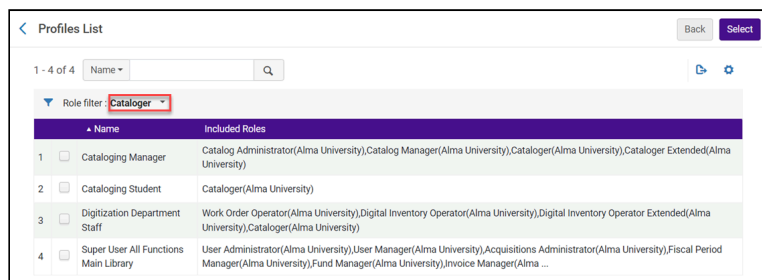 Profiles List
Back
Select
1 - 4 of 4
Name
Role filter : Cataloger
Name
Included Roles
1
Cataloging Manager
Catalog Administrator(Alma University),Catalog Manager(Alma University),Cataloger(Alma University),Cataloger Extended(Alma
University)
2
Cataloging Student
Cataloger(Alma University)
3
Digitization Department
Staff
Work Order Operator(Alma University),Digital Inventory Operator(Alma University),Digital Inventory Operator Extended(Alma
University),Cataloger(Alma University)
4
Super User All Functions
Main Library
User Administrator(Alma University),User Manager(Alma University),Acquisitions Administrator(Alma University),Fiscal Period
Manager(Alma University),Fund Manager(Alma University),Invoice Manager(Alma ...